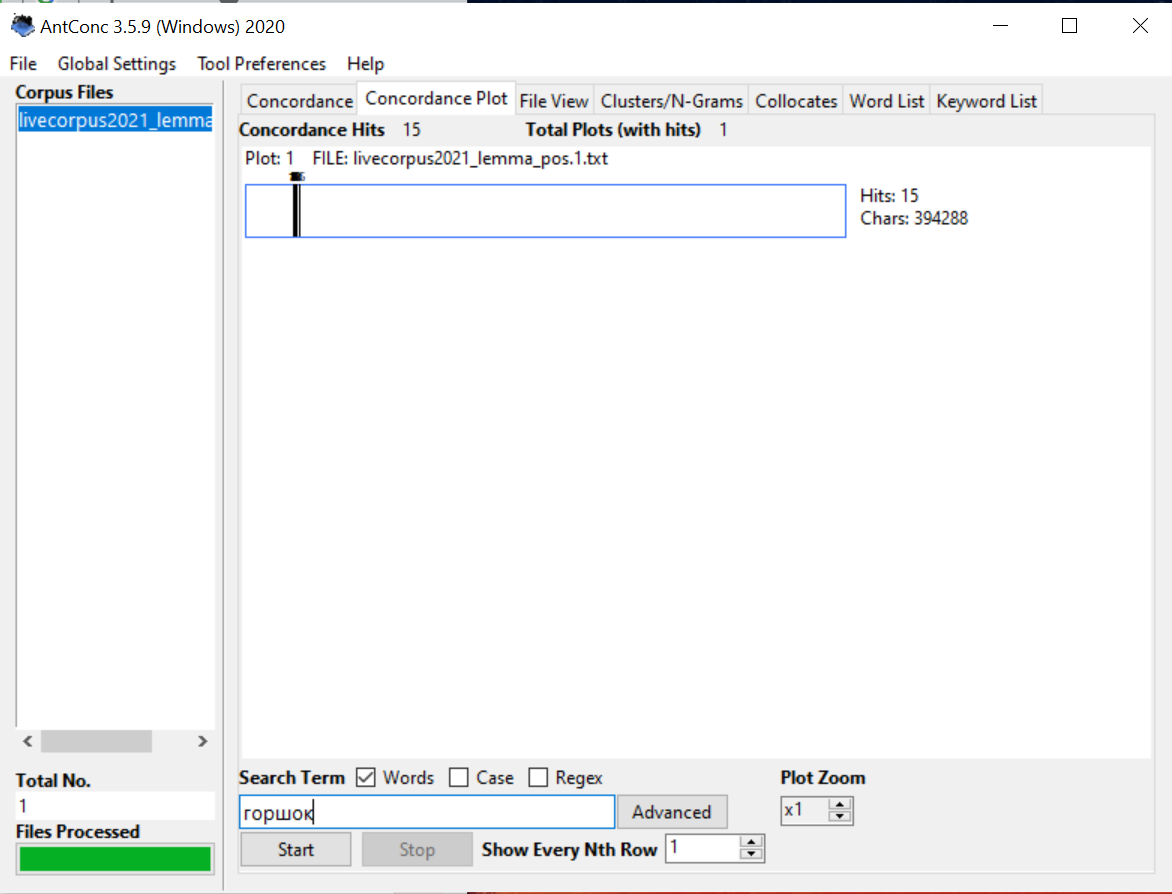 AntConc 3.5.9 (Windows) 2020
File Global Settings Tool Preferences Help
Corpus Files
livecorpus2021_lemma
Concordance Concordance Plot File View Clusters/N-Grams Collocates Word List Keyword List
Concordance Hits 15 Total Plots (with hits) 1
Plot: 1 FILE: livecorpus2021_lemma_pos.1.txt
Hits: 15
Chars: 394288
Total No.
1
Files Processed
Search Term Words Case Regex Plot Zoom
горшок Advanced x1
Start Stop Show Every Nth Row 1